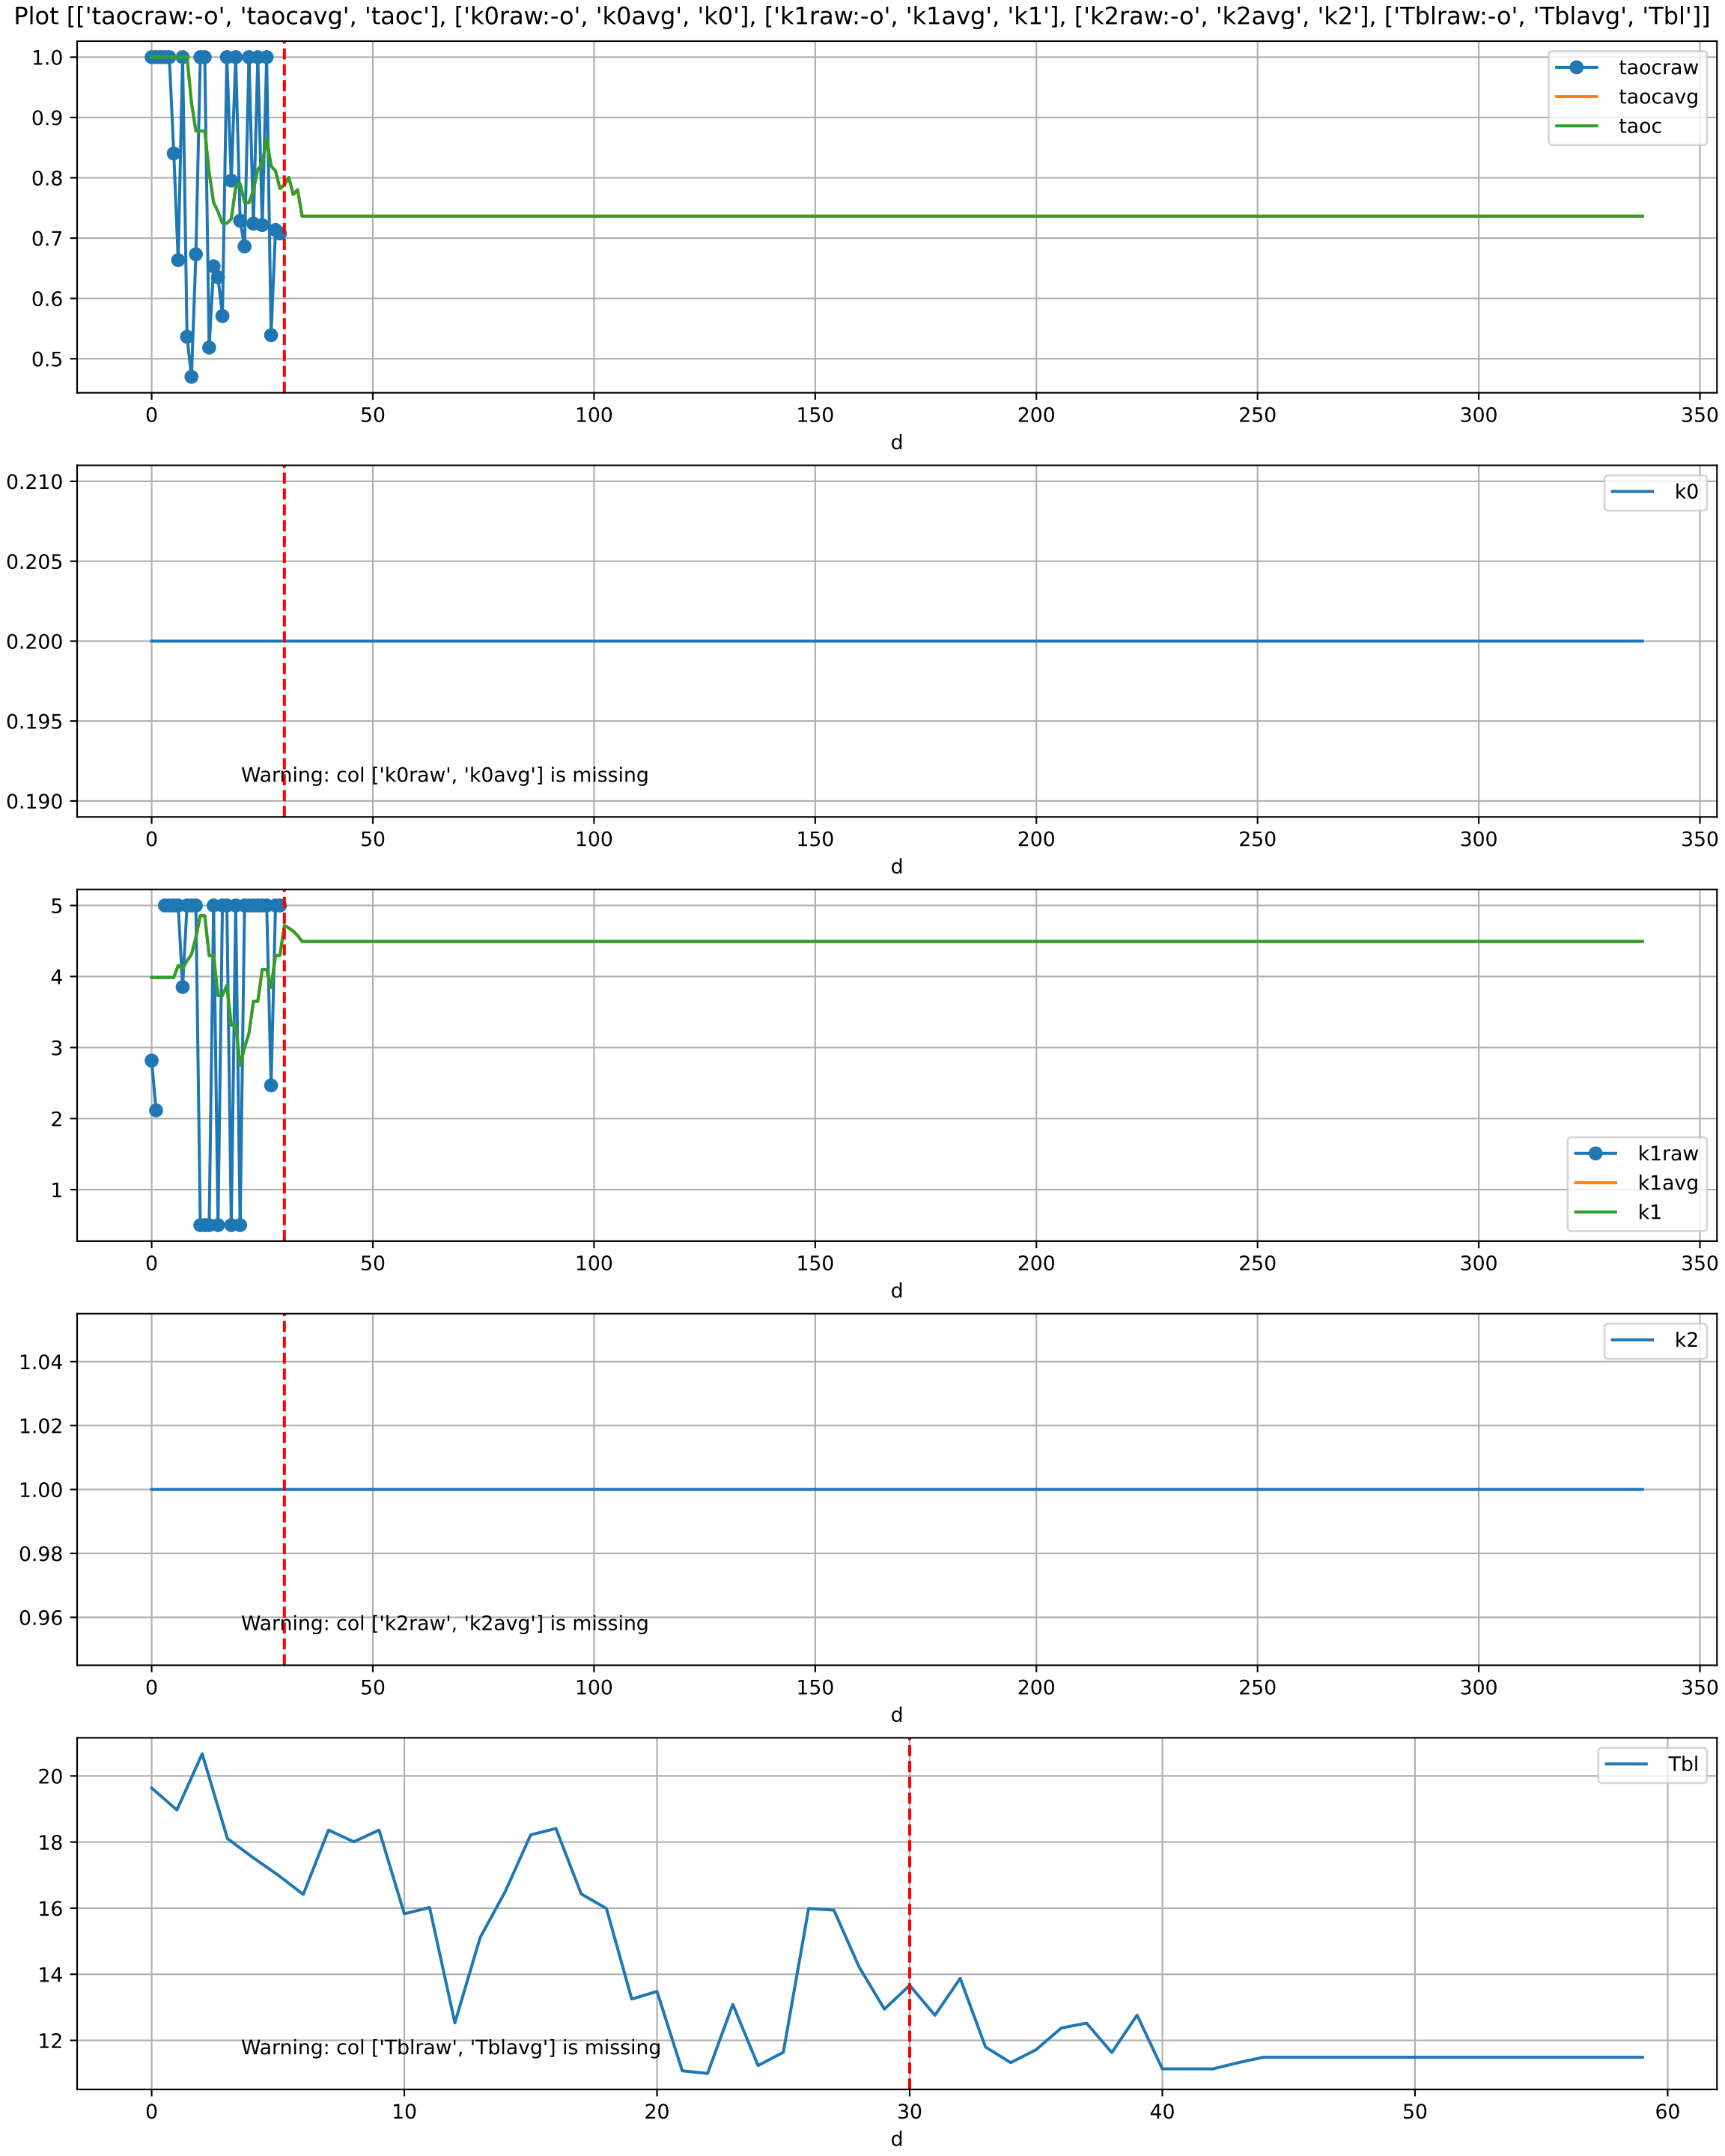 Plot [['taocraw:-o', 'taocavg', 'taoc'], ['k0raw:-o', 'k0avg', 'k0'], ['k1raw:-o', 'k1avg', 'k1'], ['k2raw:-o', 'k2avg', 'k2'], ['Tblraw:-o', 'Tblavg', 'Tbl']]
1.0
0.9
0.8
0.7
0.6
0.5
taocraw
taocavg
taoc
0 50 100 150 200 250 300 350
d
0.210
0.205
0.200
0.195
0.190
k0
Warning: col ['k0raw', 'k0avg'] is missing
0 50 100 150 200 250 300 350
d
5
4
3
2
1
k1raw
k1avg
k1
0 50 100 150 200 250 300 350
d
1.04
1.02
1.00
0.98
0.96
k2
Warning: col ['k2raw', 'k2avg'] is missing
0 50 100 150 200 250 300 350
d
20
18
16
14
12
Tbl
Warning: col ['Tblraw', 'Tblavg'] is missing
0 10 20 30 40 50 60
d